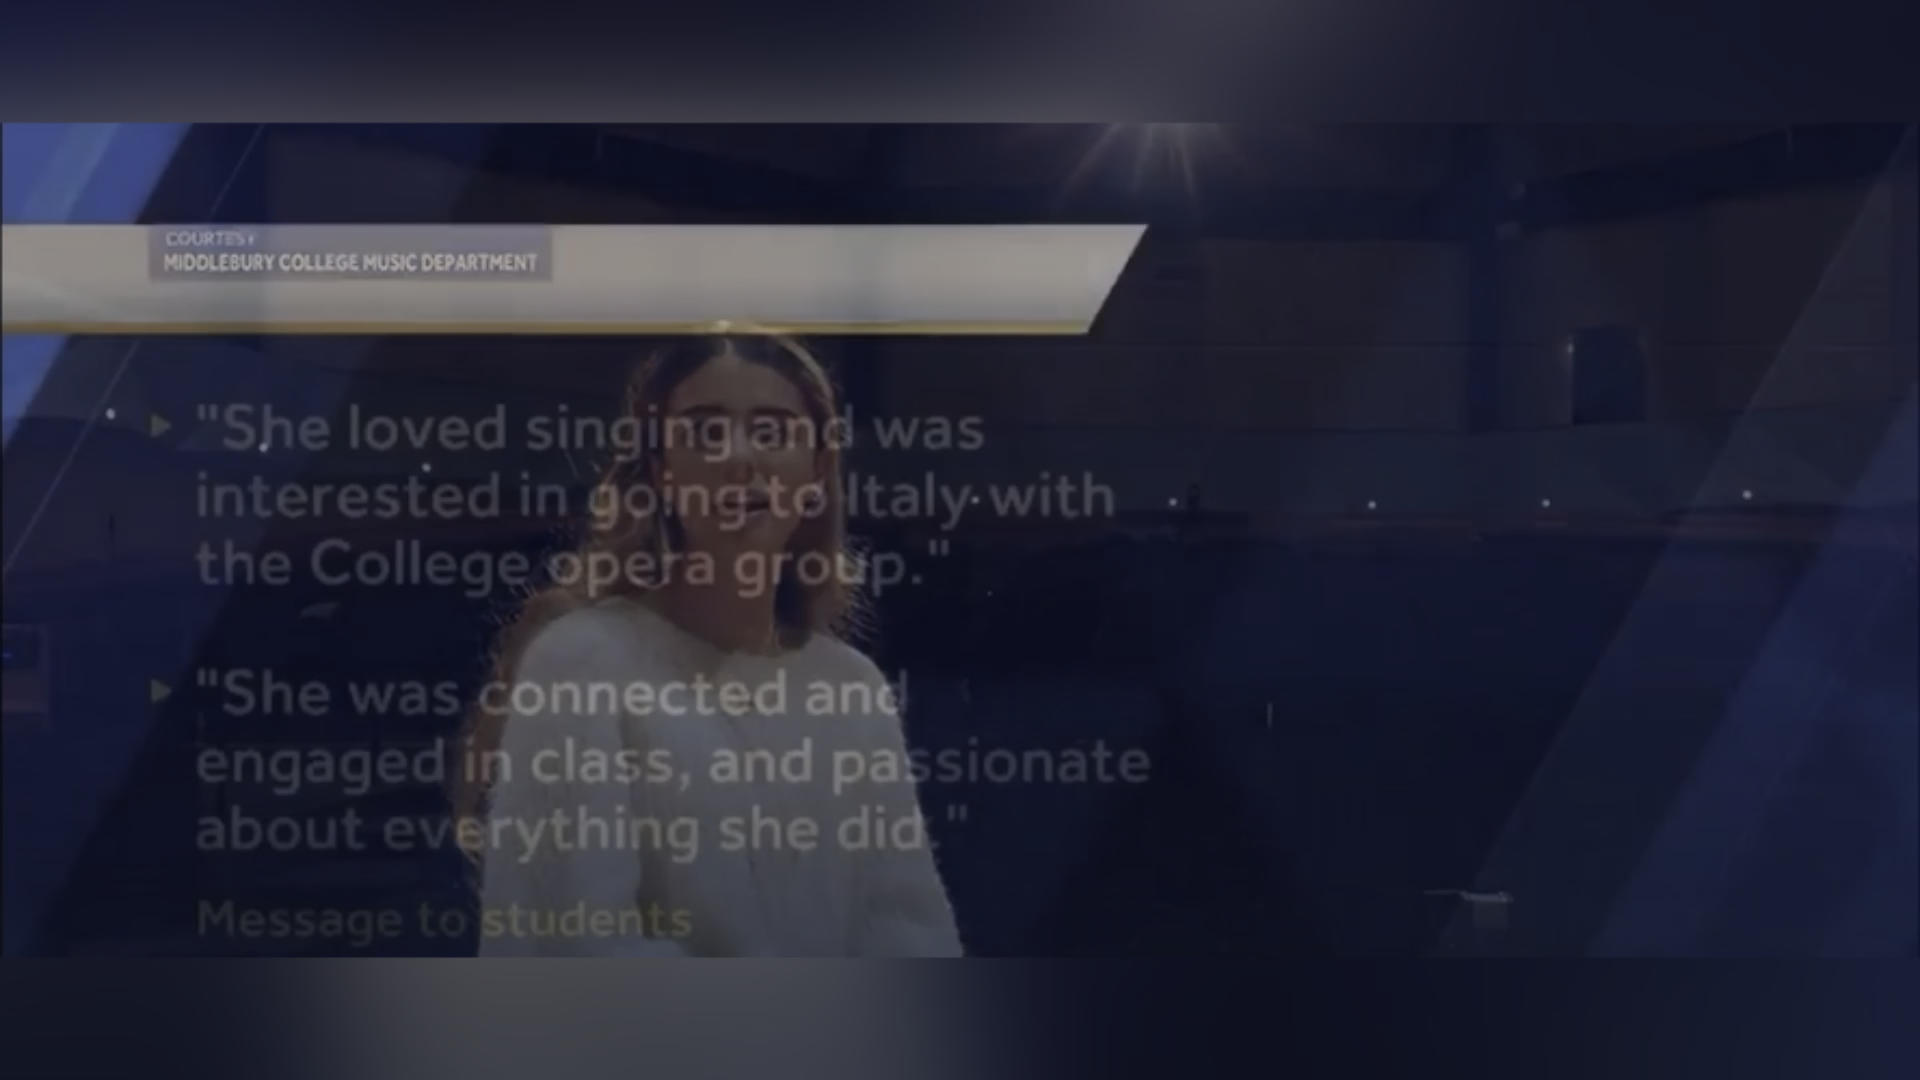 COURTESY
MIDDLEBURY COLLEGE MUSIC DEPARTMENT
"She loved singing and was
interested in going to Italy with
the College opera group."
"She was connected and
engaged in class, and passionate
about everything she did."
Message to students